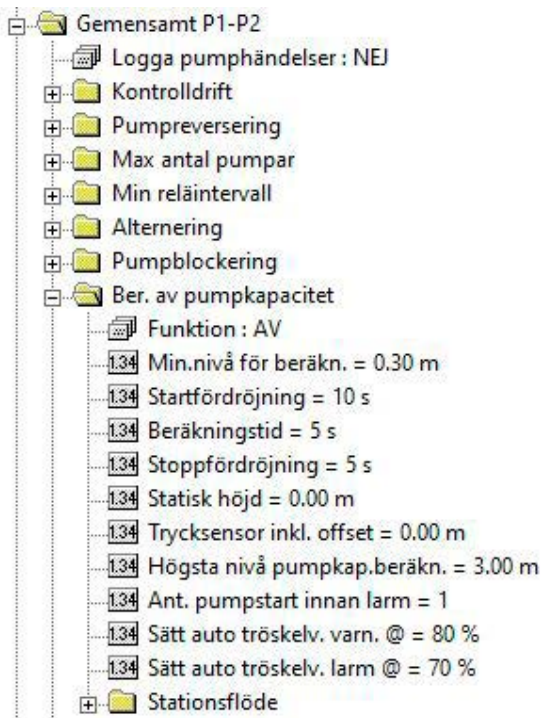 Gemensamt P1-P2
Logga pumphändelser : NEJ
Kontrolldrift
Pumpreversering
Max antal pumpar
Min reläintervall
Alternering
Pumpblockering
Ber. av pumpkapacitet
Funktion : AV
1.34 Min.nivå för beräkn. = 0.30 m
1.34 Startfördröjning = 10 s
1.34 Beräkningstid = 5 s
1.34 Stoppfördröjning = 5 s
1.34 Statisk höjd = 0.00 m
1.34 Trycksensor inkl. offset = 0.00 m
1.34 Högsta nivå pumpkap.beräkn. = 3.00 m
1.34 Ant. pumpstart innan larm = 1
1.34 Sätt auto tröskelv. varn. @ = 80 %
1.34 Sätt auto tröskelv. larm @ = 70 %
Stationsflöde